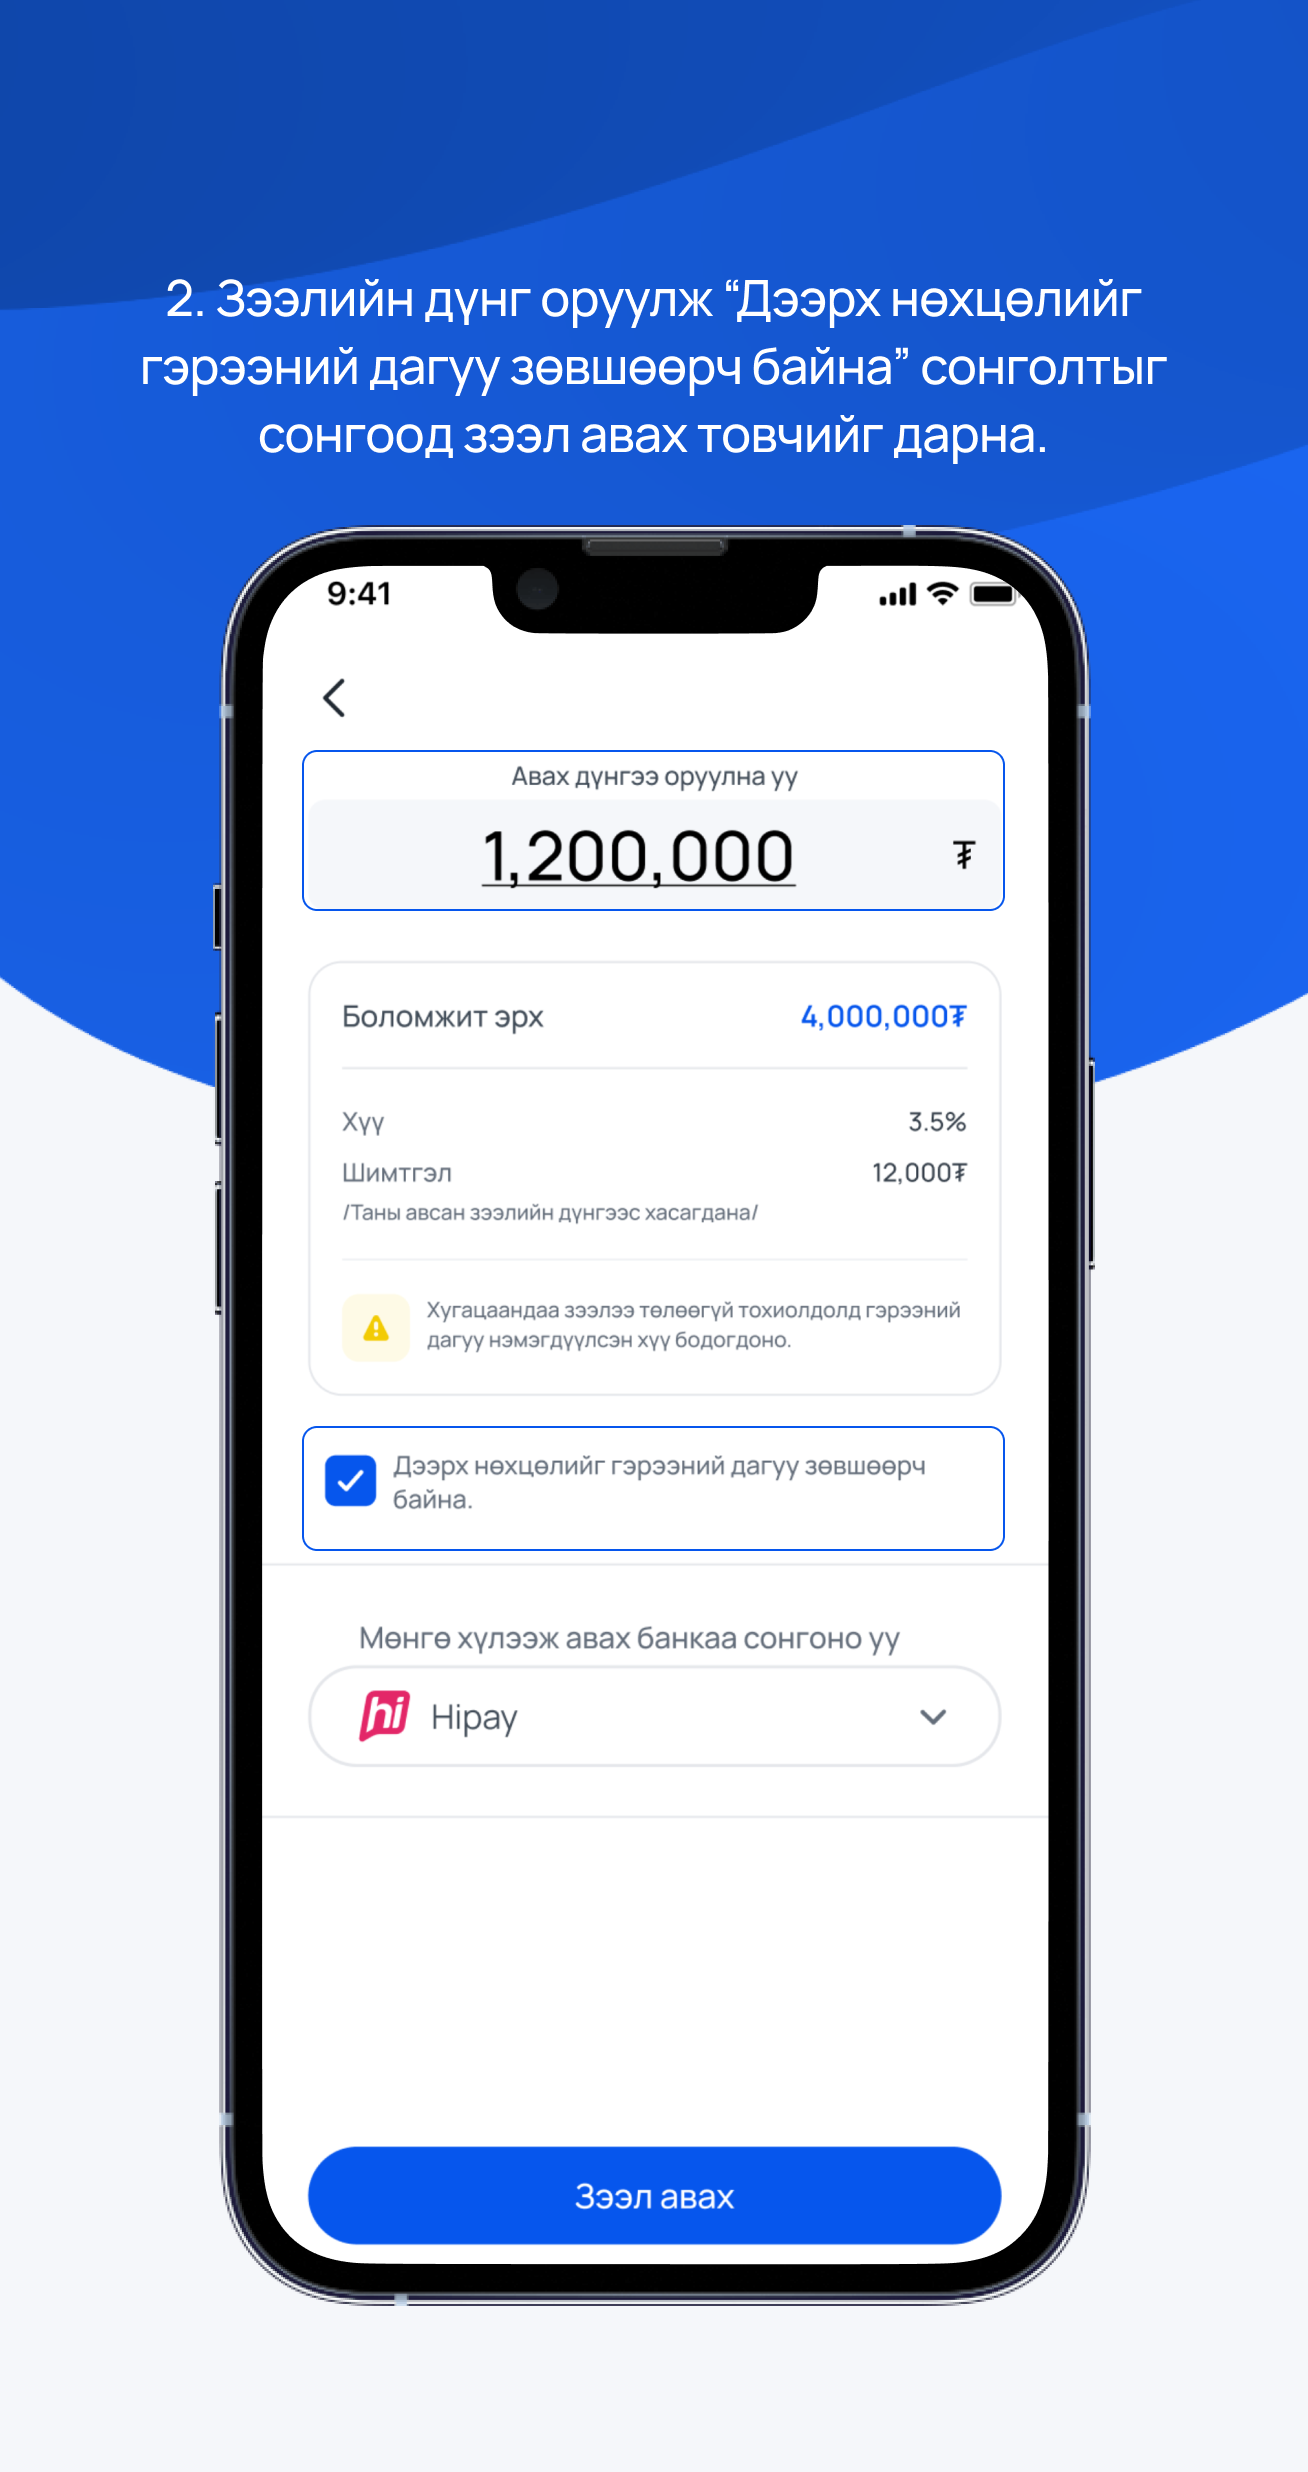 2. Зээлийн дүнг оруулж “Дээрх нөхцөлийг
гэрээний дагуу зөвшөөрч байна” сонголтыг
сонгоод зээл авах товчийг дарна.
9:41
Авах дүнгээ оруулна уу
1,200,000 ₮
Боломжит эрх 4,000,000₮
Хүү 3.5%
Шимтгэл 12,000₮
/Таны авсан зээлийн дүнгээс хасагдана/
Хугацаандаа зээлээ төлөөгүй тохиолдолд гэрээний
дагуу нэмэгдүүлсэн хүү бодогдоно.
Дээрх нөхцөлийг гэрээний дагуу зөвшөөрч
байна.
Мөнгө хүлээж авах банкаа сонгоно уу
hi Hipay
Зээл авах